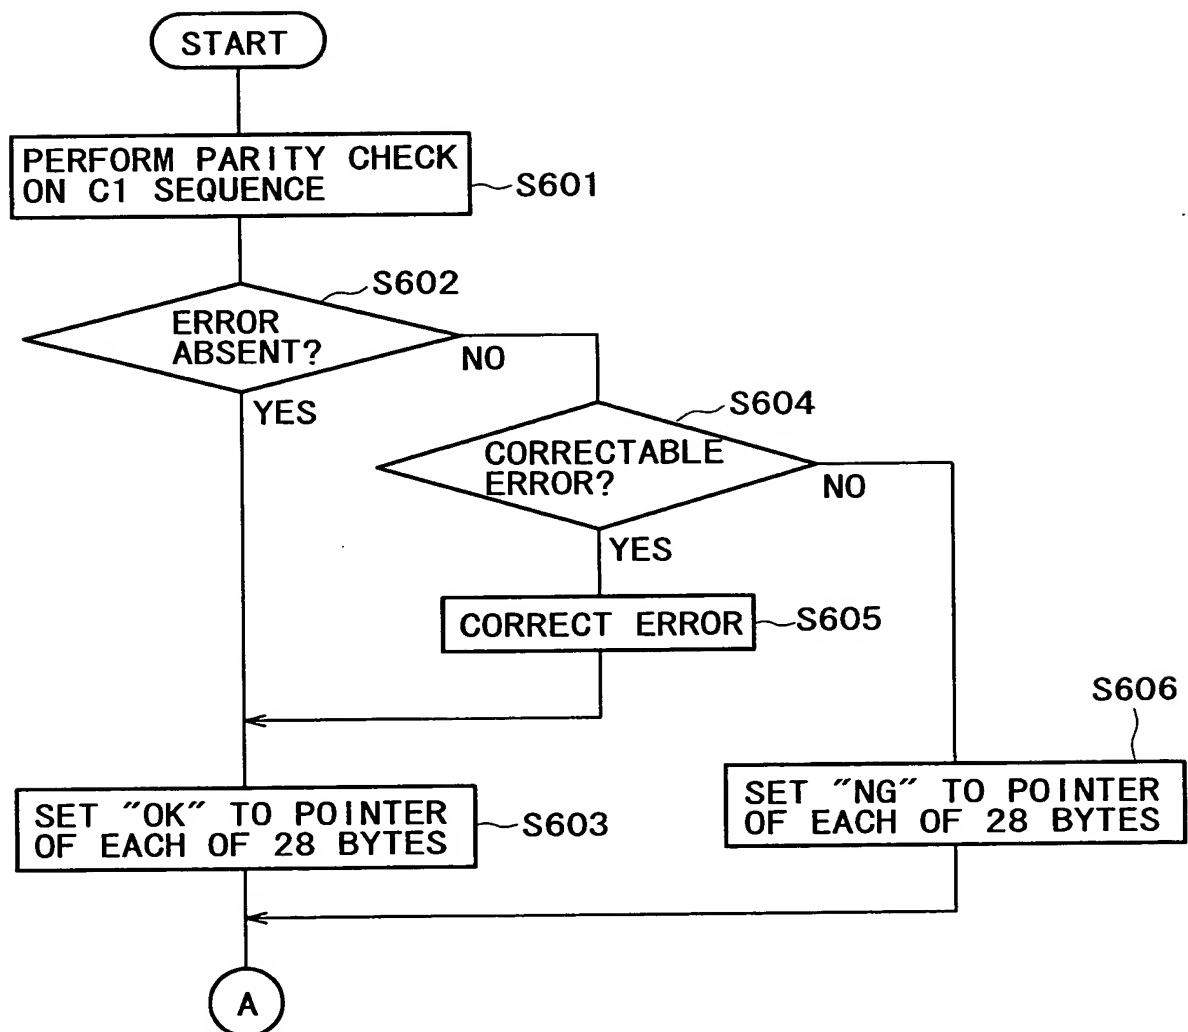 START
PERFORM PARITY CHECK
ON C1 SEQUENCE
S601
S602
ERROR
ABSENT?
NO
YES
S604
CORRECTABLE
ERROR?
NO
YES
CORRECT ERROR
S605
S606
SET "OK" TO POINTER
OF EACH OF 28 BYTES
S603
SET "NG" TO POINTER
OF EACH OF 28 BYTES
A